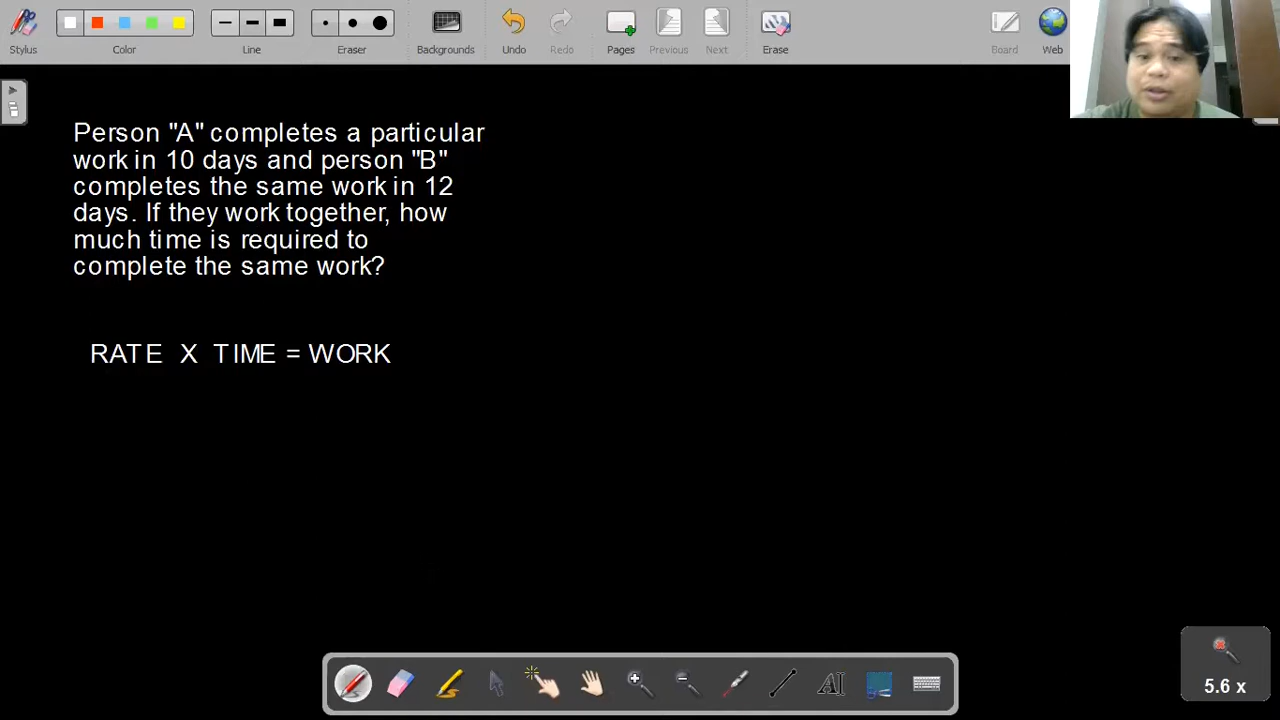 Stylus
Color
Line
Eraser
Backgrounds
Undo
Redo
Pages
Previous
Next
Erase
Board
Web
Person "A" completes a particular
work in 10 days and person "B"
completes the same work in 12
days. If they work together, how
much time is required to
complete the same work?
RATE X TIME = WORK
AI
5.6 x